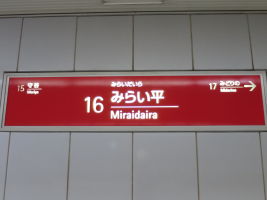 15 守谷
Moriya
みらいだいら
16 みらい平
Miraidaira
17 みどりの
Midorino